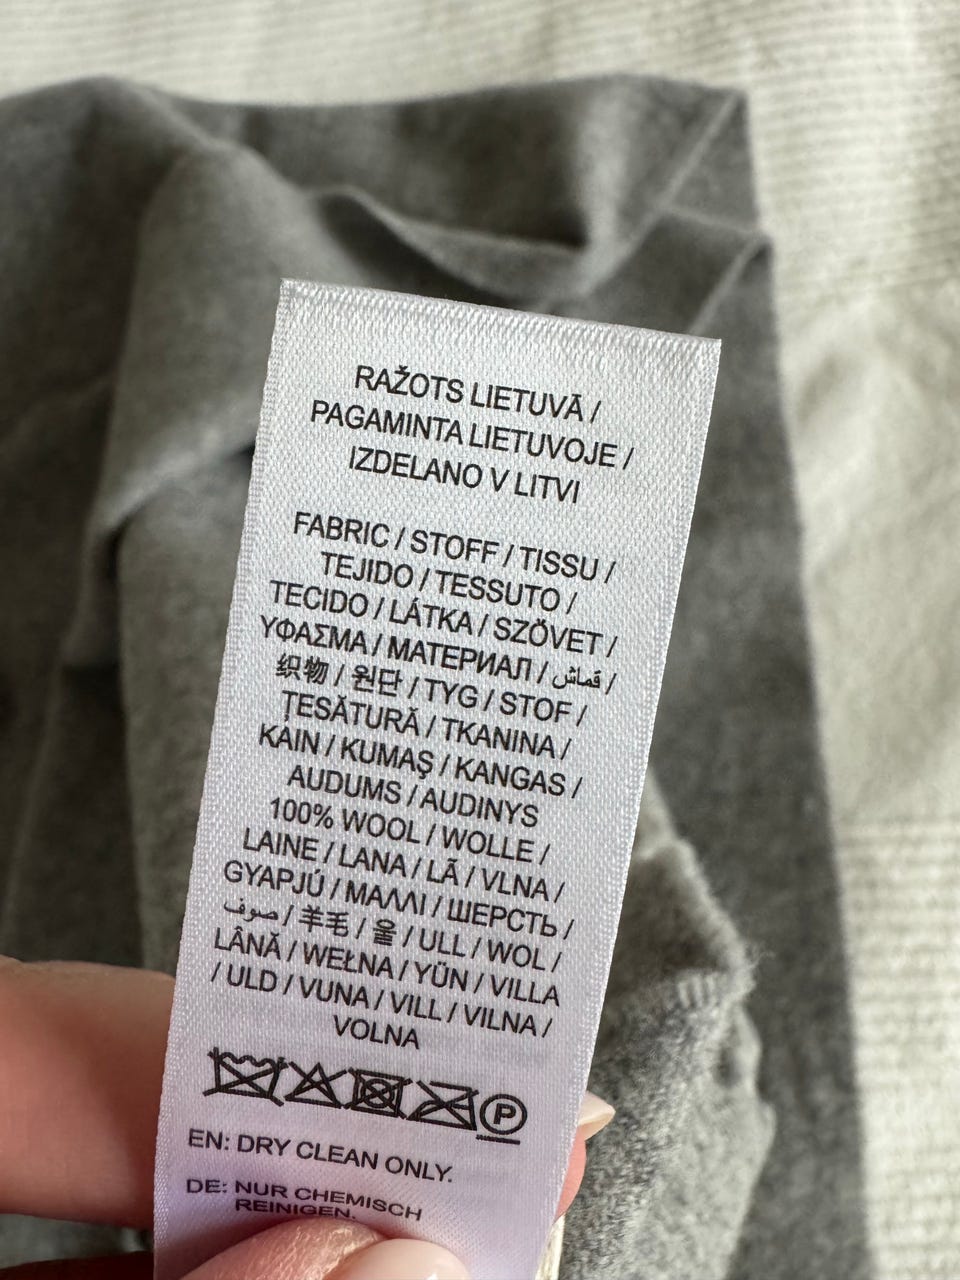 RAŽOTS LIETUVĀ /
PAGAMINTA LIETUVOJE /
IZDELANO V LITVI
FABRIC / STOFF / TISSU /
TEJIDO / TESSUTO /
TECIDO / LÁTKA / SZÖVET /
ΥΦΑΣΜΑ / МАТЕРИАЛ / قماش /
织物 / 원단 / TYG / STOF /
ȚESĂTURĂ / TKANINA /
KAIN / KUMAŞ / KANGAS /
AUDUMS / AUDINYS
100% WOOL / WOLLE /
LAINE / LANA / LÃ / VLNA /
GYAPJÚ / ΜΑΛΛΙ / ШЕРСТЬ /
صوف / 羊毛 / 울 / ULL / WOL /
LÂNĂ / WEŁNA / YÜN / VILLA
/ ULD / VUNA / VILL / VILNA /
VOLNA
P
EN: DRY CLEAN ONLY.
DE: NUR CHEMISCH
REINIGEN.